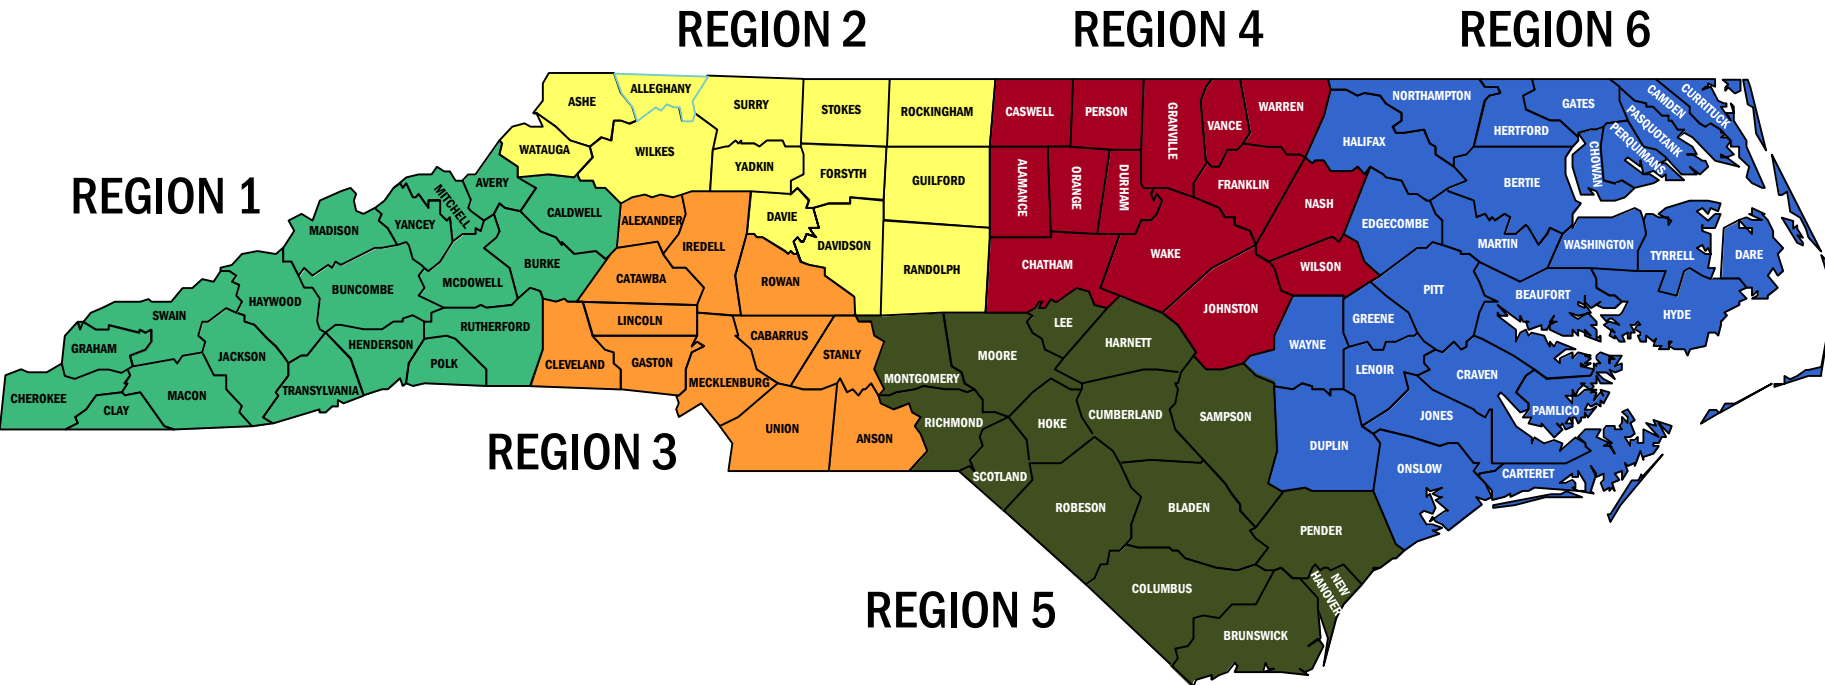 REGION 2
REGION 4
REGION 6
REGION 1
REGION 3
REGION 5
ASHE
ALLEGHANY
SURRY
STOKES
ROCKINGHAM
WATAUGA
WILKES
YADKIN
FORSYTH
GUILFORD
DAVIE
DAVIDSON
RANDOLPH
CASWELL
PERSON
GRANVILLE
VANCE
WARREN
ALAMANCE
ORANGE
DURHAM
FRANKLIN
NASH
CHATHAM
WAKE
WILSON
JOHNSTON
NORTHAMPTON
GATES
CAMDEN
CURRITUCK
HALIFAX
HERTFORD
PASQUOTANK
PERQUIMANS
CHOWAN
BERTIE
EDGECOMBE
MARTIN
WASHINGTON
TYRRELL
DARE
PITT
BEAUFORT
HYDE
GREENE
WAYNE
LENOIR
CRAVEN
PAMLICO
JONES
DUPLIN
ONSLOW
CARTERET
AVERY
MITCHELL
YANCEY
MADISON
CALDWELL
BURKE
MCDOWELL
BUNCOMBE
HAYWOOD
SWAIN
GRAHAM
JACKSON
HENDERSON
RUTHERFORD
POLK
TRANSYLVANIA
MACON
CHEROKEE
CLAY
ALEXANDER
IREDELL
CATAWBA
ROWAN
LINCOLN
CABARRUS
STANLY
CLEVELAND
GASTON
MECKLENBURG
UNION
ANSON
LEE
HARNETT
MOORE
MONTGOMERY
RICHMOND
HOKE
CUMBERLAND
SAMPSON
SCOTLAND
ROBESON
BLADEN
PENDER
COLUMBUS
NEW
HANOVER
BRUNSWICK